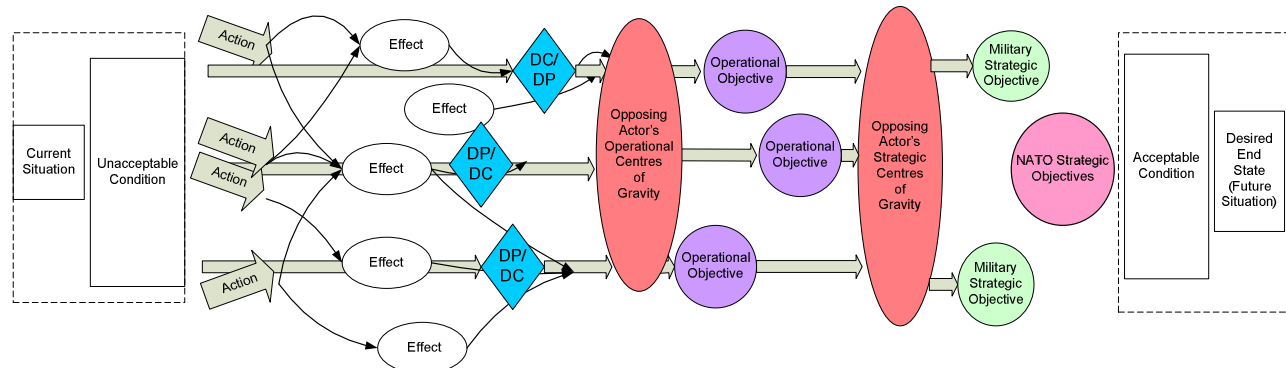 Current
Situation
Unacceptable
Condition
Action
Action
Action
Action
Effect
Effect
Effect
Effect
Effect
DC/
DP
DP/
DC
DP/
DC
Opposing
Actor's
Operational
Centres
of
Gravity
Operational
Objective
Operational
Objective
Operational
Objective
Opposing
Actor's
Strategic
Centres
of
Gravity
Military
Strategic
Objective
NATO Strategic
Objectives
Military
Strategic
Objective
Acceptable
Condition
Desired
End
State
(Future
Situation)